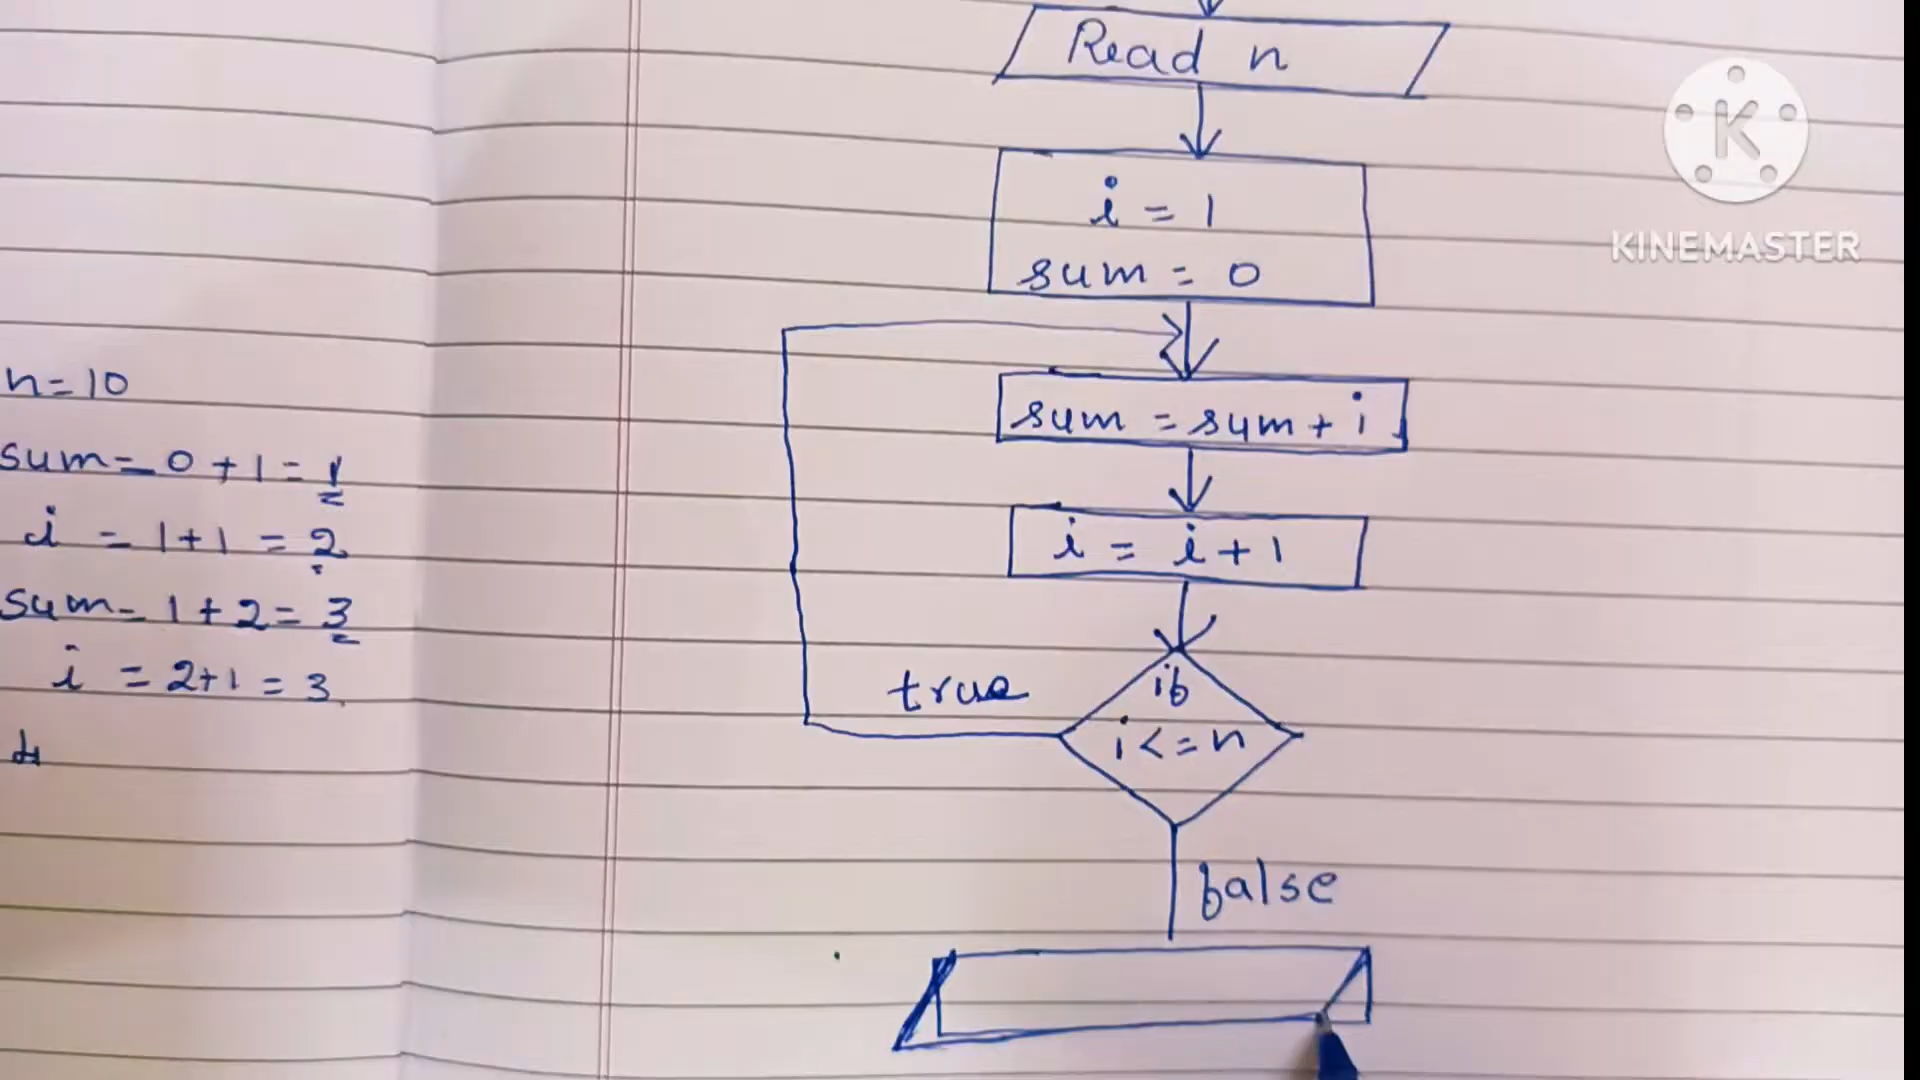 n=10
sum=0+1=1
i = 1+1 = 2
sum=1+2=3
i = 2+1=3
Read n
i = 1
sum = 0
sum = sum + i
i = i + 1
true
if
i <= n
false
K
KINEMASTER